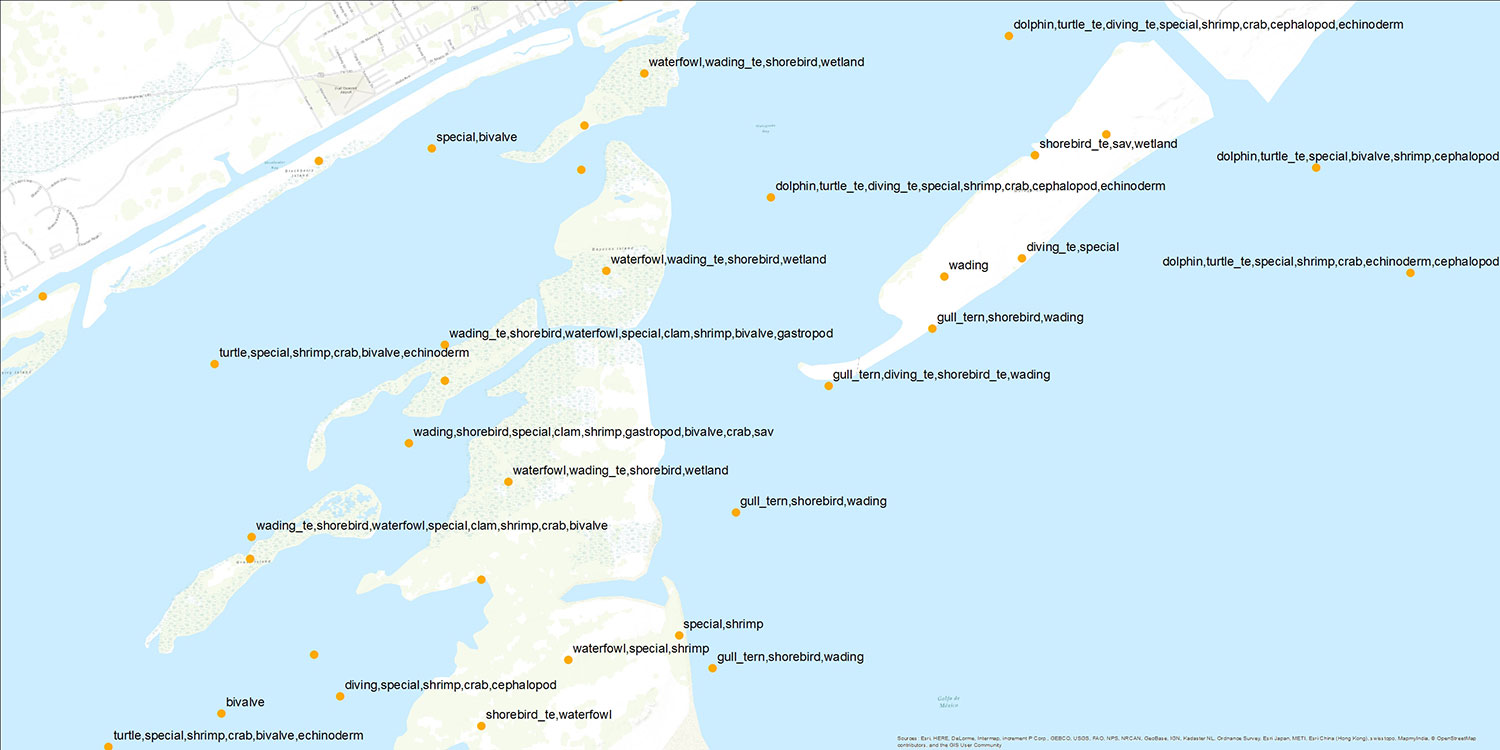 dolphin,turtle_te,diving_te,special,shrimp,crab,cephalopod,echinoderm
waterfowl,wading_te,shorebird,wetland
special,bivalve
shorebird_te,sav,wetland
dolphin,turtle_te,special,bivalve,shrimp,cephalopod
dolphin,turtle_te,diving_te,special,shrimp,crab,cephalopod,echinoderm
diving_te,special
waterfowl,wading_te,shorebird,wetland
wading
dolphin,turtle_te,special,shrimp,crab,echinoderm,cephalopod
gull_tern,shorebird,wading
wading_te,shorebird,waterfowl,special,clam,shrimp,bivalve,gastropod
turtle,special,shrimp,crab,bivalve,echinoderm
gull_tern,diving_te,shorebird_te,wading
wading,shorebird,special,clam,shrimp,gastropod,bivalve,crab,sav
waterfowl,wading_te,shorebird,wetland
gull_tern,shorebird,wading
wading_te,shorebird,waterfowl,special,clam,shrimp,crab,bivalve
special,shrimp
waterfowl,special,shrimp
gull_tern,shorebird,wading
diving,special,shrimp,crab,cephalopod
bivalve
Golfo de
México
shorebird_te,waterfowl
turtle,special,shrimp,crab,bivalve,echinoderm
Sources: Esri, HERE, DeLorme, Intermap, increment P Corp., GEBCO, USGS, FAO, NPS, NRCAN, GeoBase, IGN, Kadaster NL, Ordnance Survey, Esri Japan, METI, Esri China (Hong Kong), swisstopo, MapmyIndia, © OpenStreetMap
contributors, and the GIS User Community